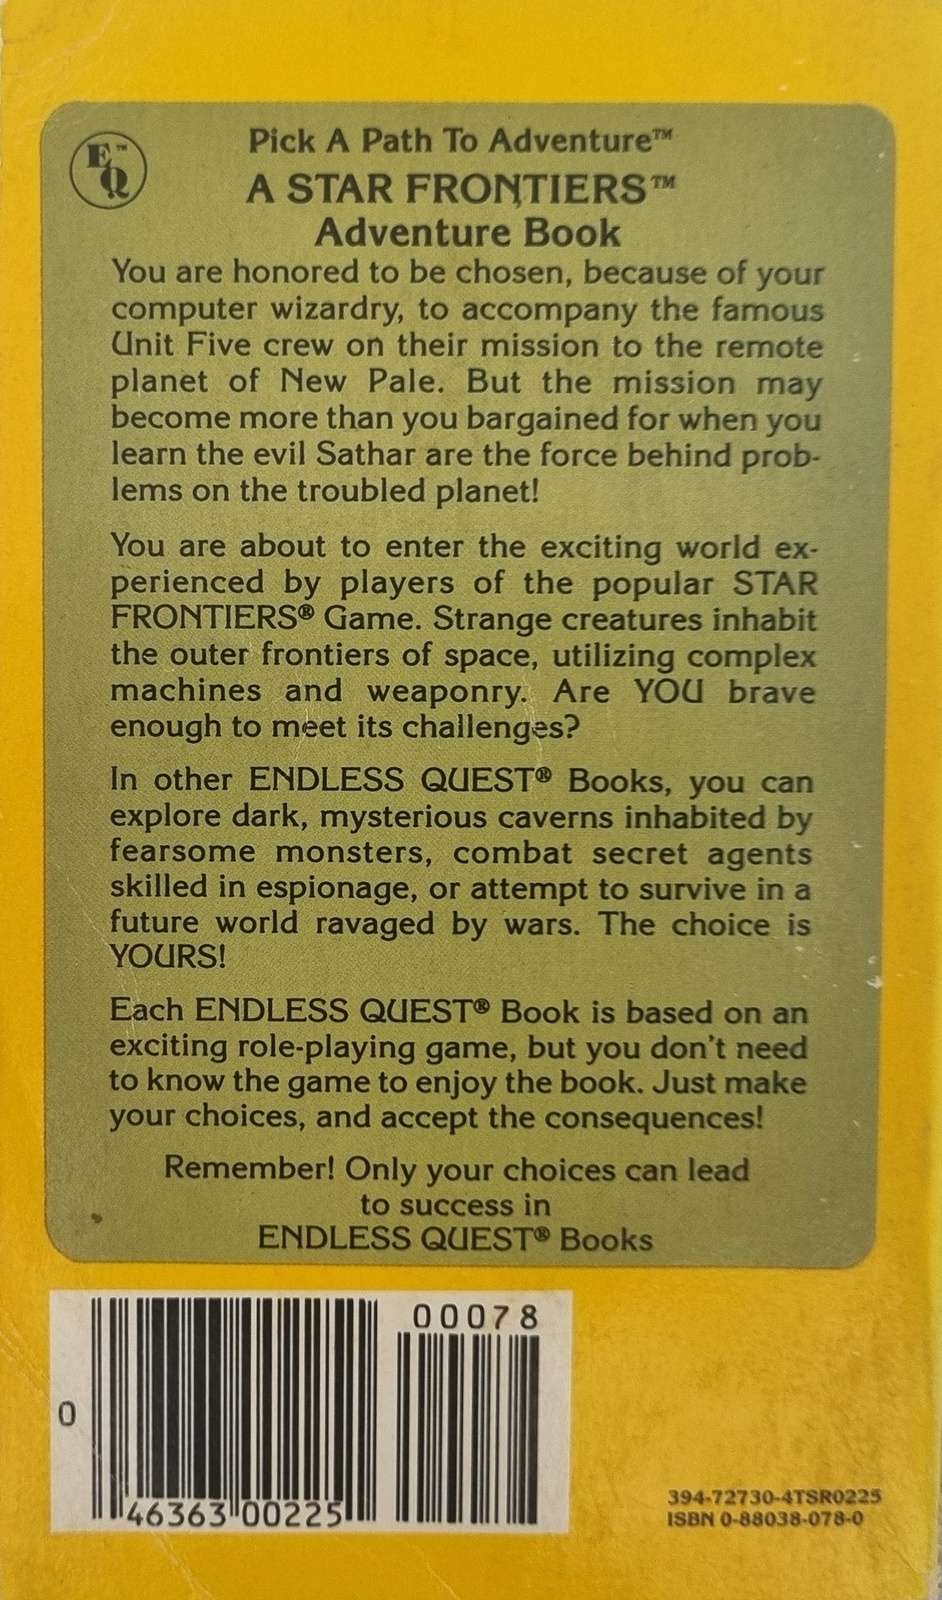 E™
Q
Pick A Path To Adventure™
A STAR FRONTIERS™
Adventure Book
You are honored to be chosen, because of your
computer wizardry, to accompany the famous
Unit Five crew on their mission to the remote
planet of New Pale. But the mission may
become more than you bargained for when you
learn the evil Sathar are the force behind prob-
lems on the troubled planet!
You are about to enter the exciting world ex-
perienced by players of the popular STAR
FRONTIERS® Game. Strange creatures inhabit
the outer frontiers of space, utilizing complex
machines and weaponry. Are YOU brave
enough to meet its challenges?
In other ENDLESS QUEST® Books, you can
explore dark, mysterious caverns inhabited by
fearsome monsters, combat secret agents
skilled in espionage, or attempt to survive in a
future world ravaged by wars. The choice is
YOURS!
Each ENDLESS QUEST® Book is based on an
exciting role-playing game, but you don't need
to know the game to enjoy the book. Just make
your choices, and accept the consequences!
Remember! Only your choices can lead
to success in
ENDLESS QUEST® Books
00078
0
46363 00225
394-72730-4TSR0225
ISBN 0-88038-078-0